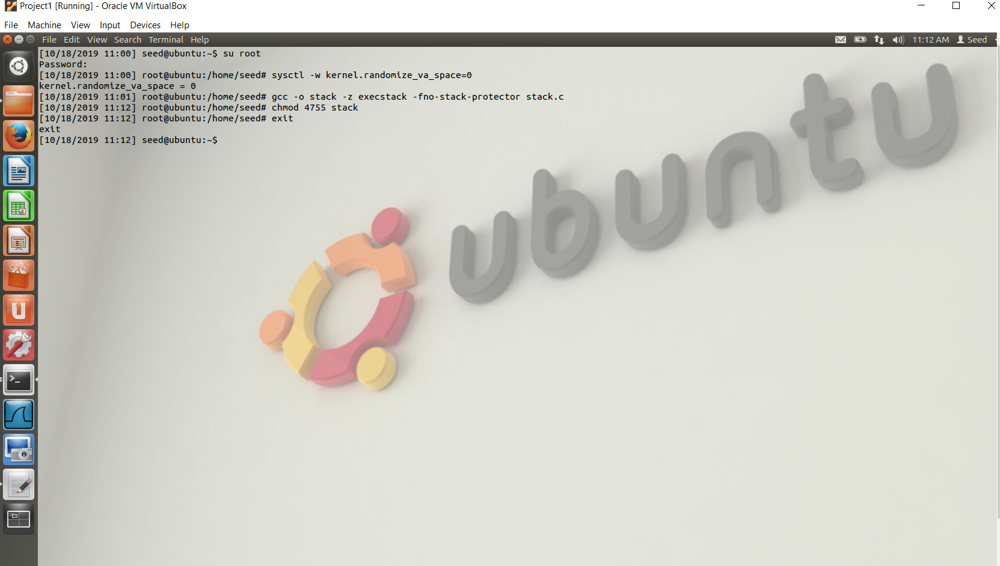 Project1 [Running] - Oracle VM VirtualBox
File Machine View Input Devices Help
File Edit View Search Terminal Help 11:12 AM Seed
[10/18/2019 11:00] seed@ubuntu:~$ su root
Password:
[10/18/2019 11:00] root@ubuntu:/home/seed# sysctl -w kernel.randomize_va_space=0
kernel.randomize_va_space = 0
[10/18/2019 11:01] root@ubuntu:/home/seed# gcc -o stack -z execstack -fno-stack-protector stack.c
[10/18/2019 11:12] root@ubuntu:/home/seed# chmod 4755 stack
[10/18/2019 11:12] root@ubuntu:/home/seed# exit
exit
[10/18/2019 11:12] seed@ubuntu:~$
ubuntu